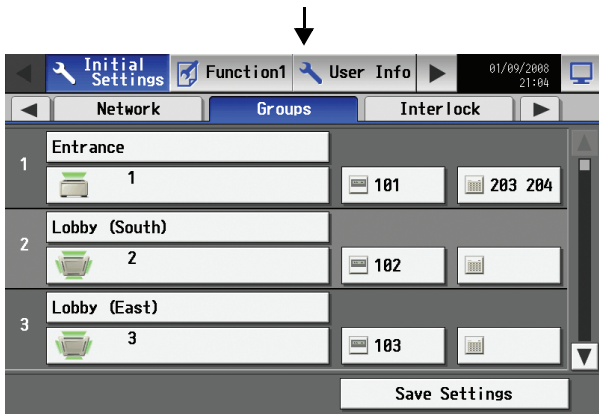 Initial Settings Function1 User Info 01/09/2008 21:04
Network Groups Interlock
1 Entrance
1 101 203 204
2 Lobby (South)
2 102
3 Lobby (East)
3 103
Save Settings